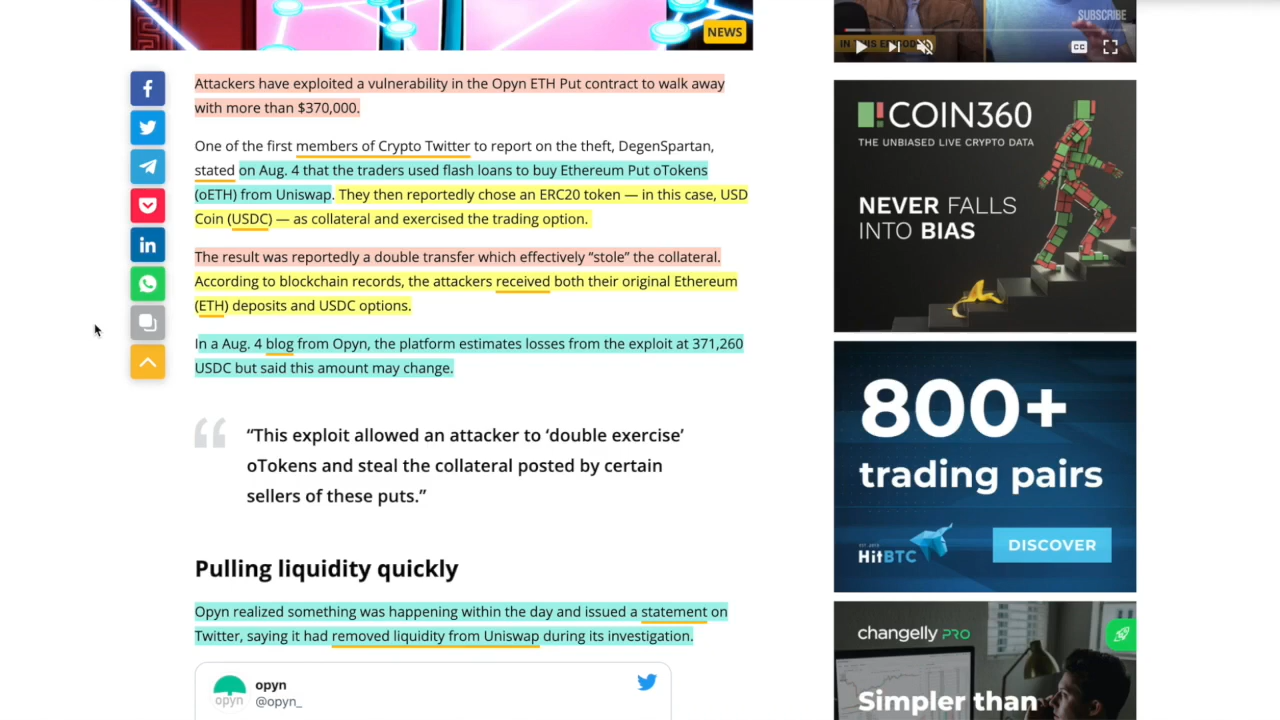 NEWS
Attackers have exploited a vulnerability in the Opyn ETH Put contract to walk away
with more than $370,000.
One of the first members of Crypto Twitter to report on the theft, DegenSpartan,
stated on Aug. 4 that the traders used flash loans to buy Ethereum Put oTokens
(oETH) from Uniswap. They then reportedly chose an ERC20 token — in this case, USD
Coin (USDC) — as collateral and exercised the trading option.
The result was reportedly a double transfer which effectively “stole” the collateral.
According to blockchain records, the attackers received both their original Ethereum
(ETH) deposits and USDC options.
In a Aug. 4 blog from Opyn, the platform estimates losses from the exploit at 371,260
USDC but said this amount may change.
“This exploit allowed an attacker to ‘double exercise’
oTokens and steal the collateral posted by certain
sellers of these puts.”
Pulling liquidity quickly
Opyn realized something was happening within the day and issued a statement on
Twitter, saying it had removed liquidity from Uniswap during its investigation.
opyn
opyn
@opyn_
SUBSCRIBE
IN THIS EPISODE
CC
COIN360
THE UNBIASED LIVE CRYPTO DATA
NEVER FALLS
INTO BIAS
800+
trading pairs
HitBTC
DISCOVER
changelly PRO
Simpler than